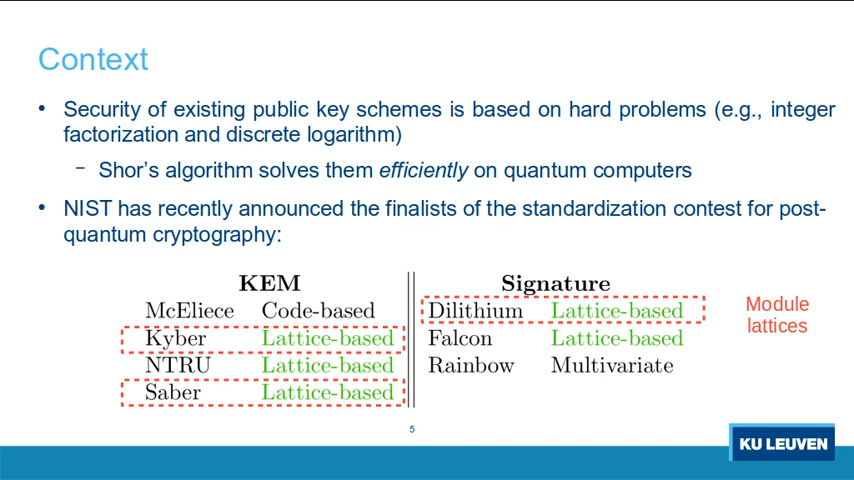 Context
• Security of existing public key schemes is based on hard problems (e.g., integer
factorization and discrete logarithm)
– Shor's algorithm solves them efficiently on quantum computers
• NIST has recently announced the finalists of the standardization contest for post-
quantum cryptography:
KEM Signature
McEliece Code-based Dilithium Lattice-based
Kyber Lattice-based Falcon Lattice-based
NTRU Lattice-based Rainbow Multivariate
Saber Lattice-based
Module
lattices
5
KU LEUVEN